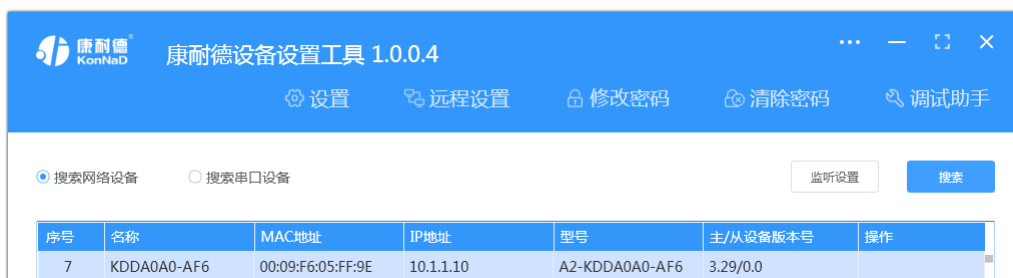 康耐德®
KonNaD
康耐德设备设置工具 1.0.0.4
设置 远程设置 修改密码 清除密码 调试助手
搜索网络设备 搜索串口设备 监听设置 搜索
序号 名称 MAC地址 IP地址 型号 主/从设备版本号 操作
7 KDDA0A0-AF6 00:09:F6:05:FF:9E 10.1.1.10 A2-KDDA0A0-AF6 3.29/0.0